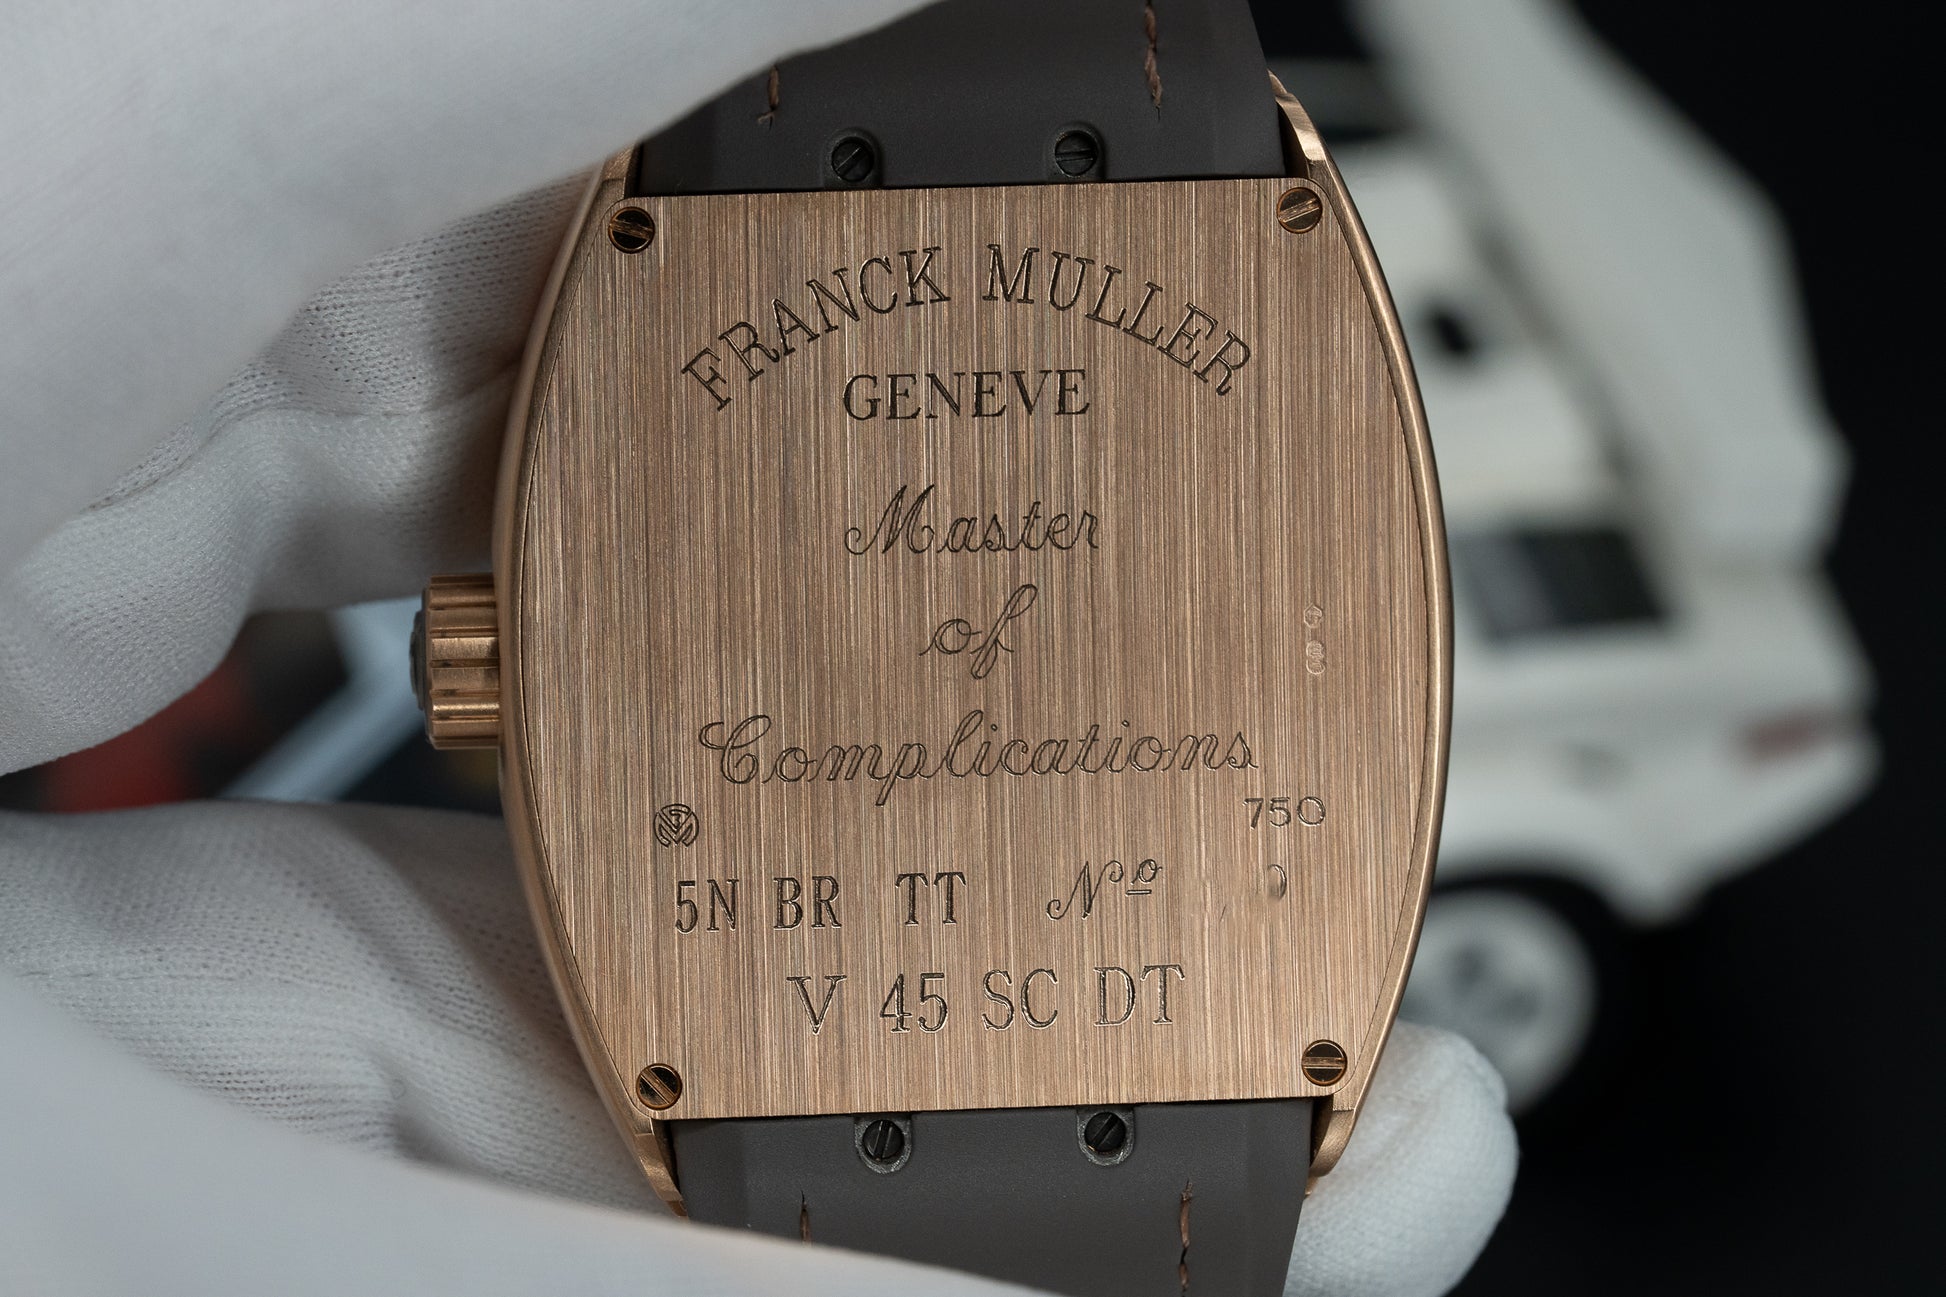 FRANCK MULLER
GENEVE
Master
of
Complications
750
5N BR TT Nº
V 45 SC DT